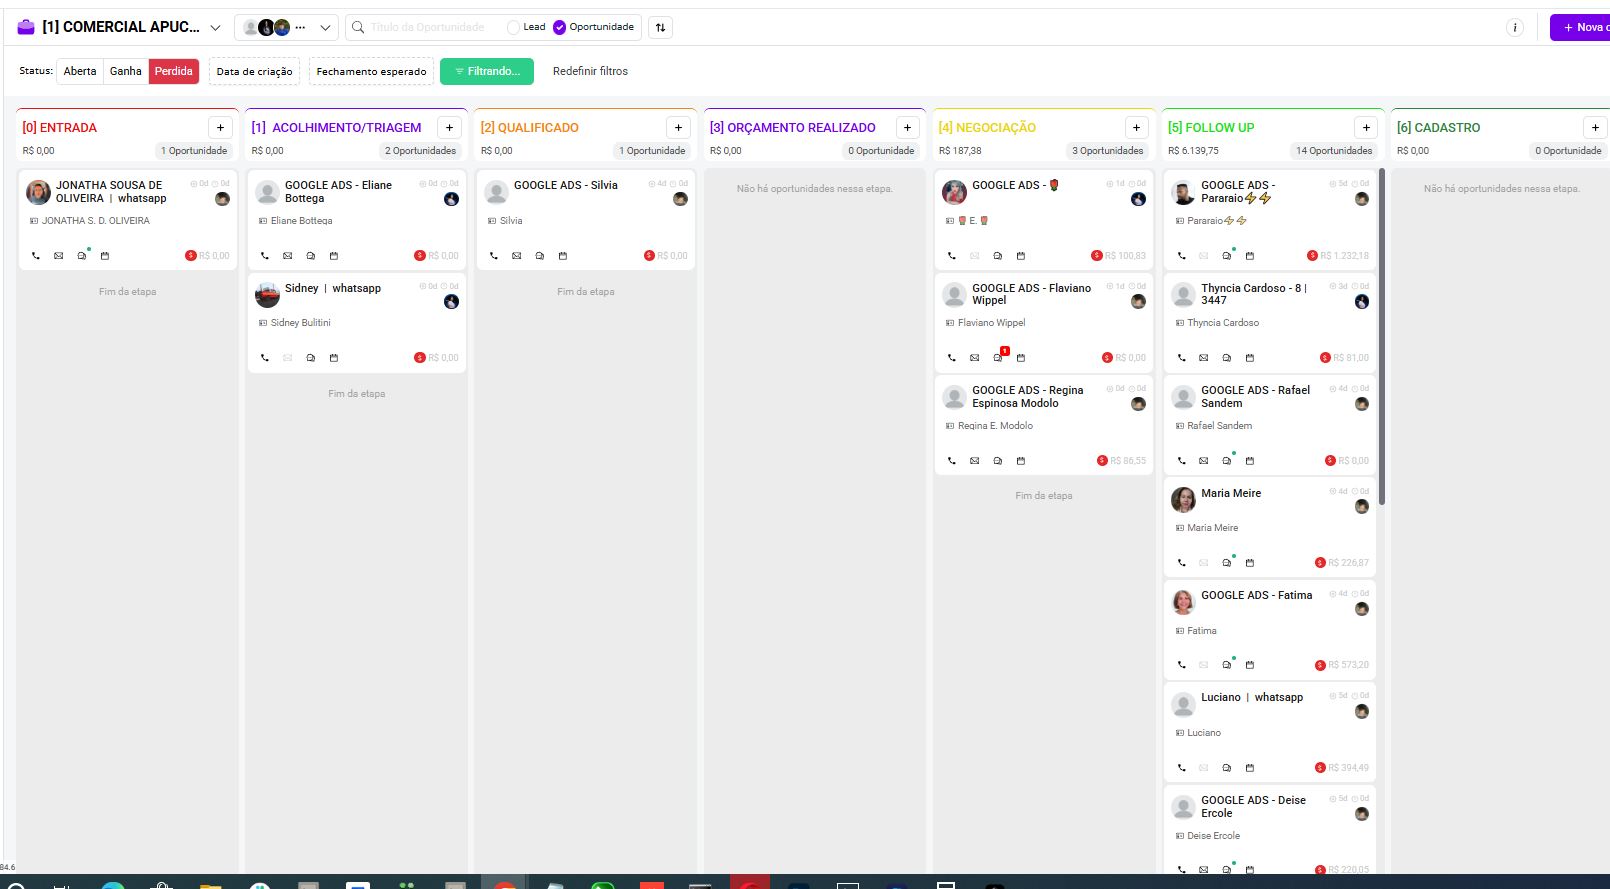 [1] COMERCIAL APUC...
Título da Oportunidade
Lead
Oportunidade
Status:
Aberta
Ganha
Perdida
Data de criação
Fechamento esperado
Filtrando...
Redefinir filtros
[0] ENTRADA
R$ 0,00
1 Oportunidade
JONATHA SOUSA DE
OLIVEIRA | whatsapp
0d 0d
JONATHA S. D. OLIVEIRA
R$ 0,00
Fim da etapa
[1] ACOLHIMENTO/TRIAGEM
R$ 0,00
2 Oportunidades
GOOGLE ADS - Eliane
Bottega
0d 0d
Eliane Bottega
R$ 0,00
Sidney | whatsapp
0d 0d
Sidney Bulitini
R$ 0,00
Fim da etapa
[2] QUALIFICADO
R$ 0,00
1 Oportunidade
GOOGLE ADS - Silvia
4d 0d
Silvia
R$ 0,00
Fim da etapa
[3] ORÇAMENTO REALIZADO
R$ 0,00
0 Oportunidade
Não há oportunidades nessa etapa.
[4] NEGOCIAÇÃO
R$ 187,38
3 Oportunidades
GOOGLE ADS - 🌹
1d 0d
🌹 E. 🌹
R$ 100,83
GOOGLE ADS - Flaviano
Wippel
1d 0d
Flaviano Wippel
1
R$ 0,00
GOOGLE ADS - Regina
Espinosa Modolo
0d 0d
Regina E. Modolo
R$ 86,55
Fim da etapa
[5] FOLLOW UP
R$ 6.139,75
14 Oportunidades
GOOGLE ADS -
Pararaio⚡⚡
5d 0d
Pararaio⚡⚡
R$ 1.232,18
Thyncia Cardoso - 8 |
3447
3d 0d
Thyncia Cardoso
R$ 81,00
GOOGLE ADS - Rafael
Sandem
4d 0d
Rafael Sandem
R$ 0,00
Maria Meire
4d 0d
Maria Meire
R$ 226,87
GOOGLE ADS - Fatima
4d 0d
Fatima
R$ 573,20
Luciano | whatsapp
5d 0d
Luciano
R$ 394,49
GOOGLE ADS - Deise
Ercole
5d 0d
Deise Ercole
R$ 220,05
[6] CADASTRO
R$ 0,00
0 Oportunidade
Não há oportunidades nessa etapa.
84.6